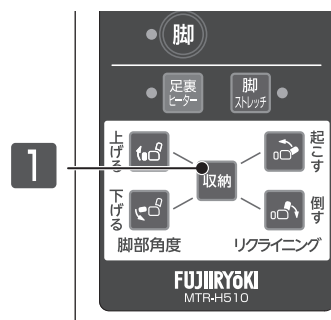 脚
足裏
ヒーター
脚
ストレッチ
上げる
起こす
1
収納
下げる
倒す
脚部角度
リクライニング
FUJIIRYOKI
MTR-H510